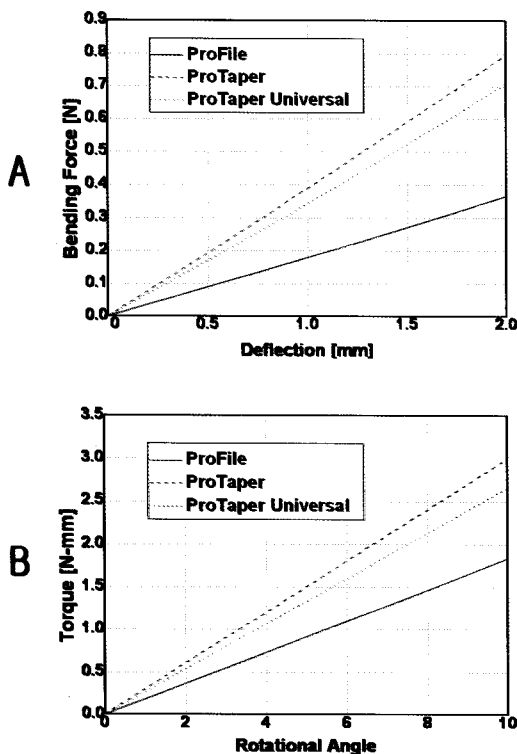 A
Bending Force [N]
0.9
0.8
0.7
0.6
0.5
0.4
0.3
0.2
0.1
0.0
ProFile
ProTaper
ProTaper Universal
0 0.5 1.0 1.5 2.0
Deflection [mm]
B
Torque [N-mm]
3.5
3.0
2.5
2.0
1.5
1.0
0.5
0.0
ProFile
ProTaper
ProTaper Universal
0 2 4 6 8 10
Rotational Angle